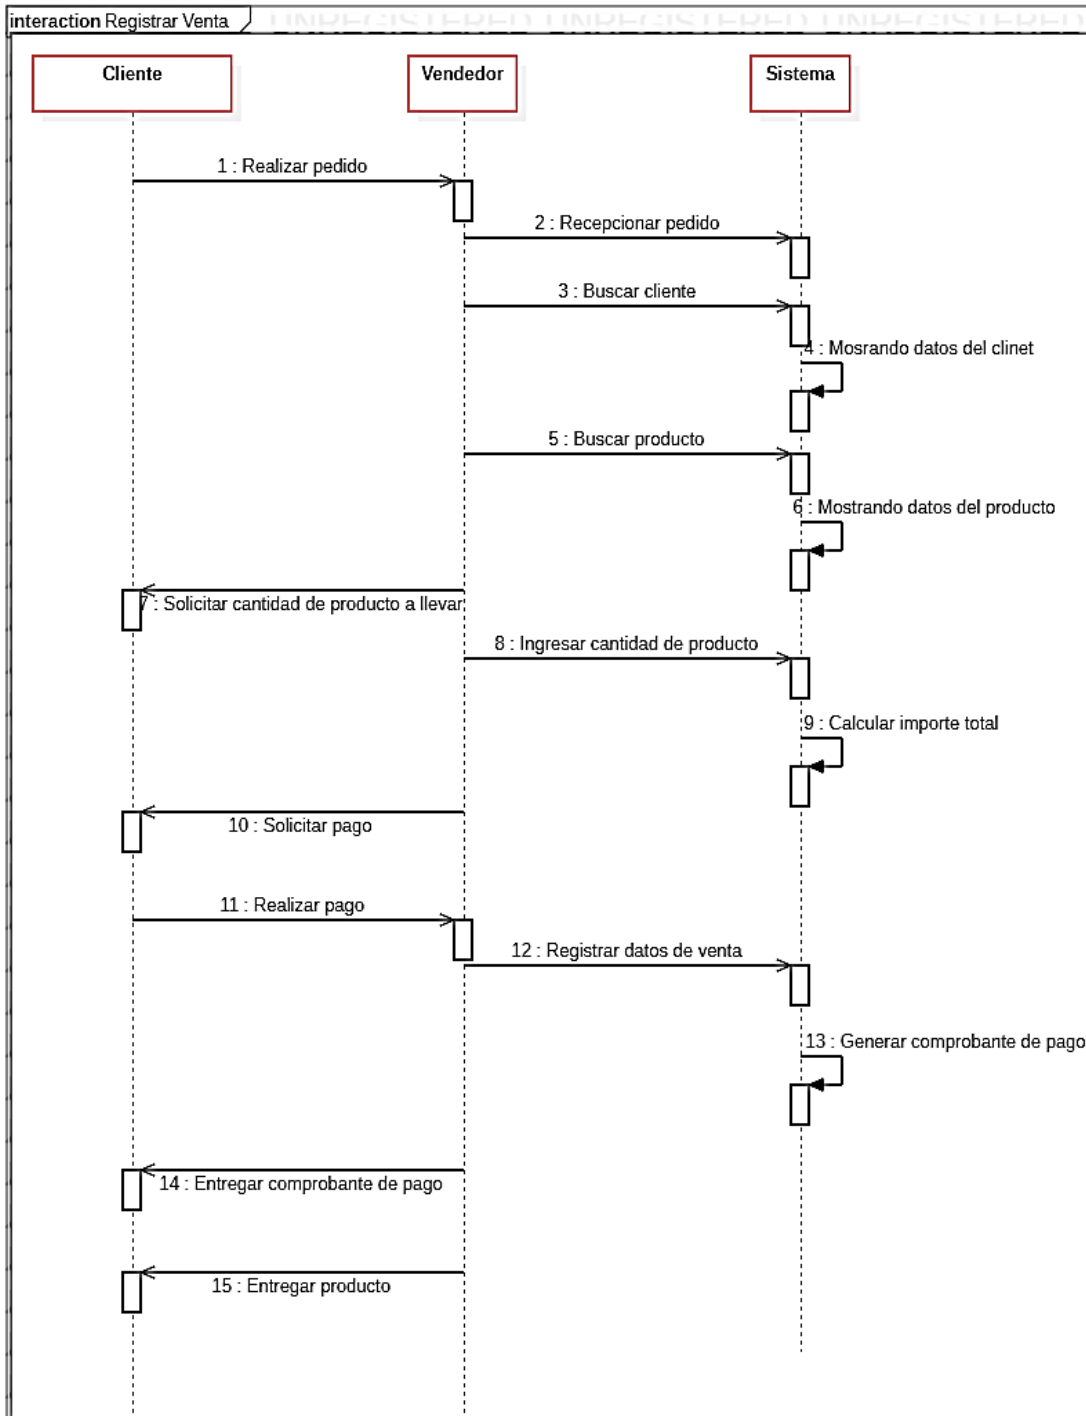 interaction Registrar Venta
UNREGISTERED UNREGISTERED UNREGISTERED
Cliente
Vendedor
Sistema
1 : Realizar pedido
2 : Recepcionar pedido
3 : Buscar cliente
4 : Mosrando datos del clinet
5 : Buscar producto
6 : Mostrando datos del producto
7 : Solicitar cantidad de producto a llevar
8 : Ingresar cantidad de producto
9 : Calcular importe total
10 : Solicitar pago
11 : Realizar pago
12 : Registrar datos de venta
13 : Generar comprobante de pago
14 : Entregar comprobante de pago
15 : Entregar producto